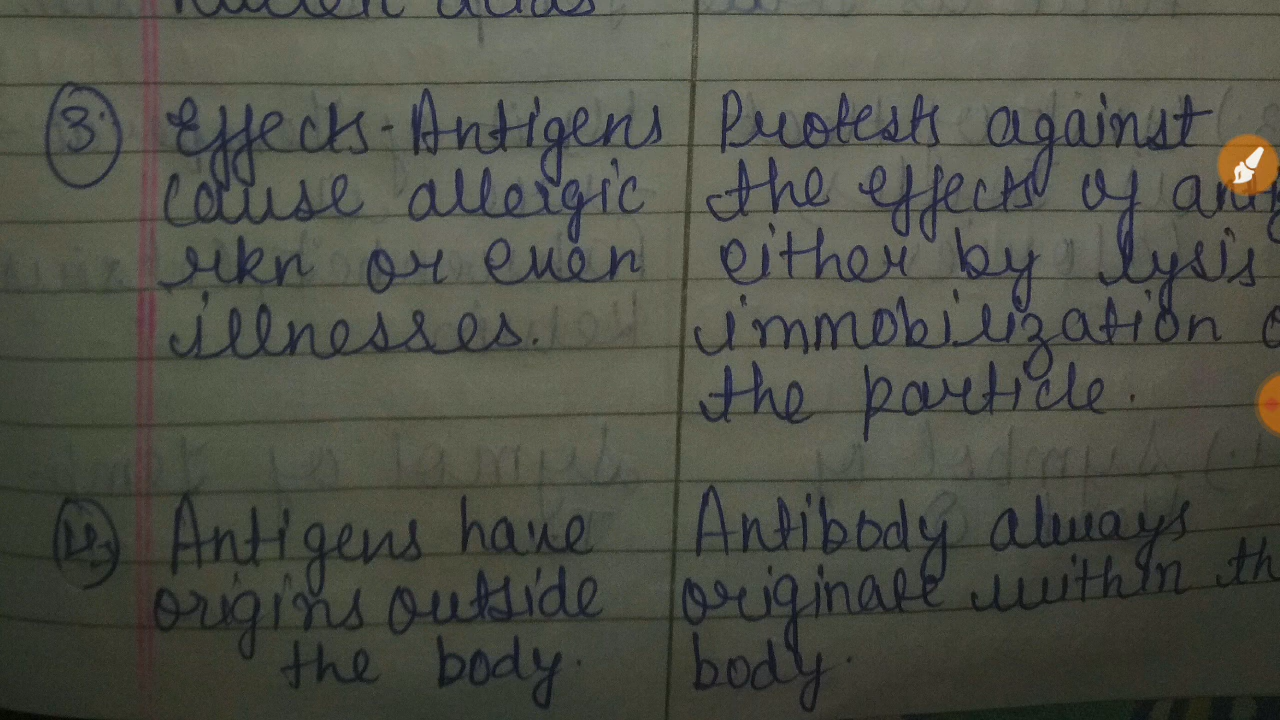 3. Effects - Antigens
cause allergic
rkn or even
illnesses.
Protests against
the effects of
either by lysis
immobilization
the particle.
4. Antigens have
origins outside
the body.
Antibody always
originate within th
body.